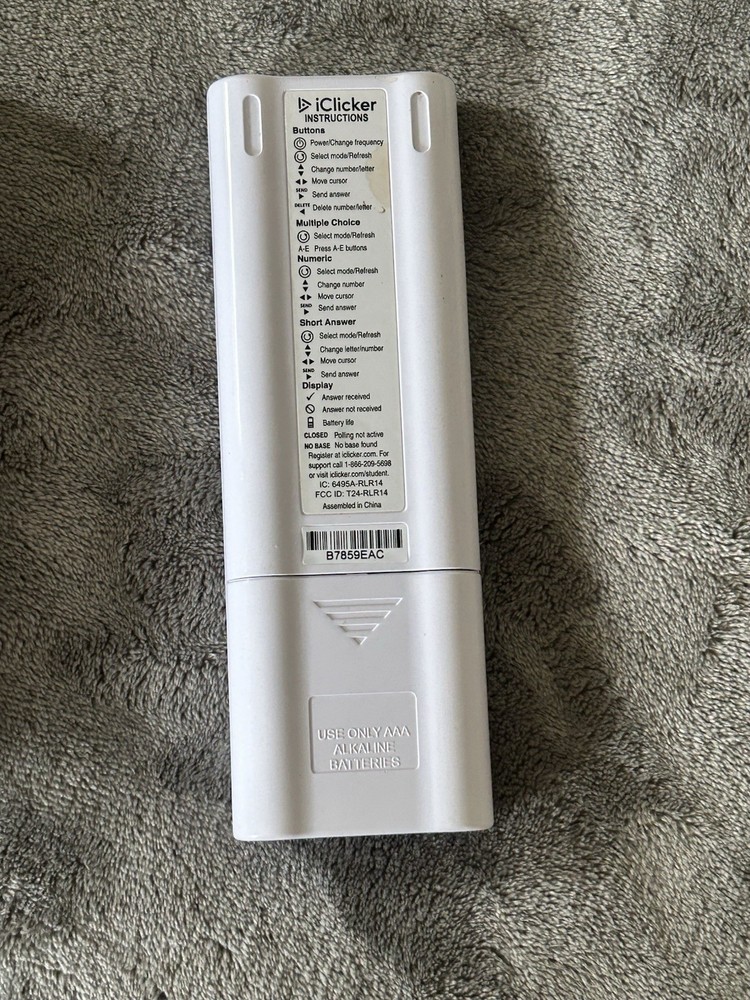 iClicker
INSTRUCTIONS
Buttons
Power/Change frequency
Select mode/Refresh
Change number/letter
Move cursor
SEND
Send answer
DELETE
Delete number/letter
Multiple Choice
Select mode/Refresh
A-E Press A-E buttons
Numeric
Select mode/Refresh
Change number
Move cursor
SEND
Send answer
Short Answer
Select mode/Refresh
Change letter/number
Move cursor
SEND
Send answer
Display
Answer received
Answer not received
Battery life
CLOSED Polling not active
NO BASE No base found
Register at iclicker.com. For
support call 1-866-209-5698
or visit iclicker.com/student.
IC: 6495A-RLR14
FCC ID: T24-RLR14
Assembled in China
B7859EAC
USE ONLY AAA
ALKALINE
BATTERIES